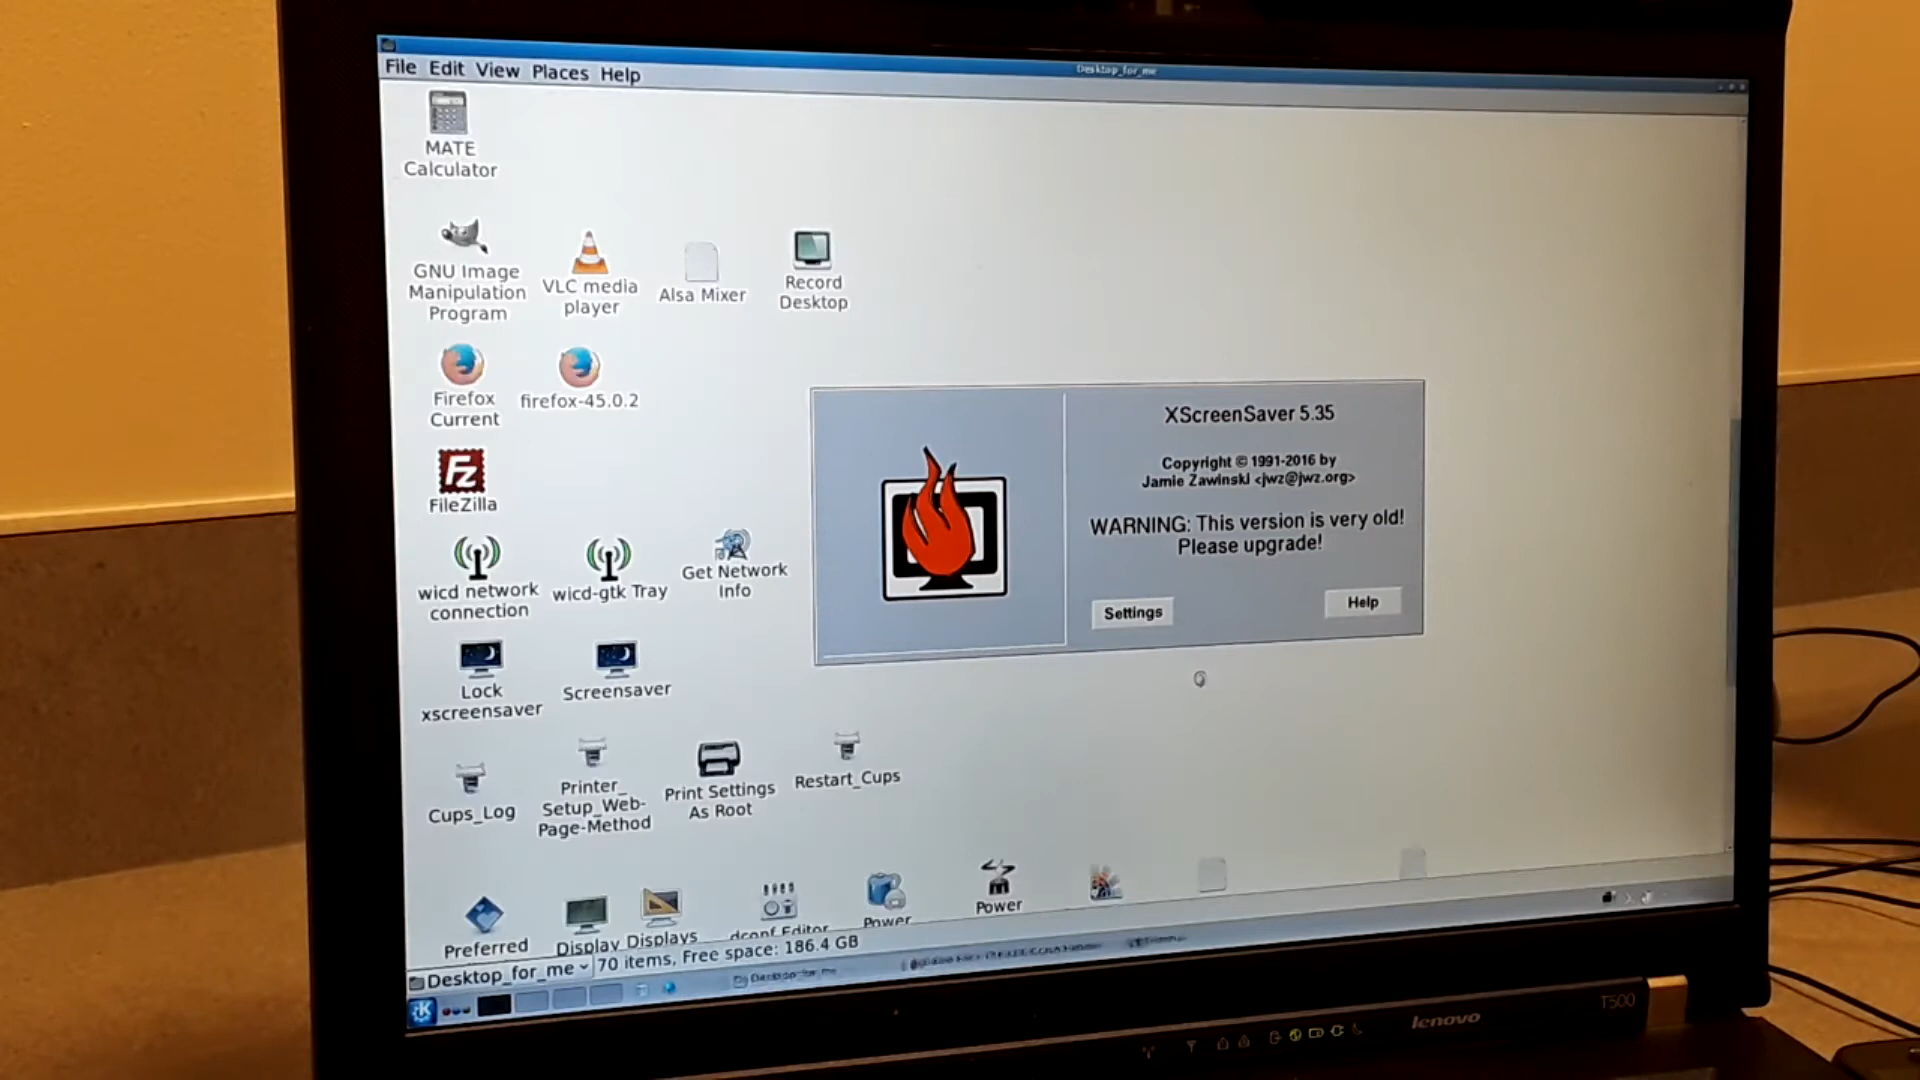 Desktop_for_me
File Edit View Places Help
MATE
Calculator
GNU Image
Manipulation
Program
VLC media
player
Alsa Mixer
Record
Desktop
Firefox
Current
firefox-45.0.2
FileZilla
wicd network
connection
wicd-gtk Tray
Get Network
Info
Lock
xscreensaver
Screensaver
XScreenSaver 5.35
Copyright © 1991-2016 by
Jamie Zawinski <jwz@jwz.org>
WARNING: This version is very old!
Please upgrade!
Settings
Help
Cups_Log
Printer_
Setup_Web-
Page-Method
Print Settings
As Root
Restart_Cups
Preferred
Display
Displays
dconf Editor
Power
Power
Desktop_for_me
70 items, Free space: 186.4 GB
Desktop_for_me
lenovo
T500